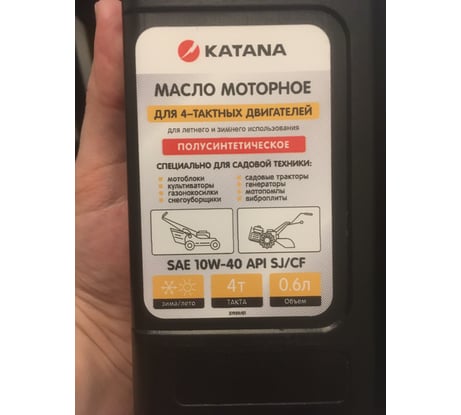 KATANA
МАСЛО МОТОРНОЕ
ДЛЯ 4-ТАКТНЫХ ДВИГАТЕЛЕЙ
для летнего и зимнего использования
ПОЛУСИНТЕТИЧЕСКОЕ
СПЕЦИАЛЬНО ДЛЯ САДОВОЙ ТЕХНИКИ:
• мотоблоки
• культиваторы
• газонокосилки
• снегоуборщики
• садовые тракторы
• генераторы
• мотопомпы
• виброплиты
SAE 10W-40 API SJ/CF
зима/лето
4т
ТАКТА
0.6л
Объем